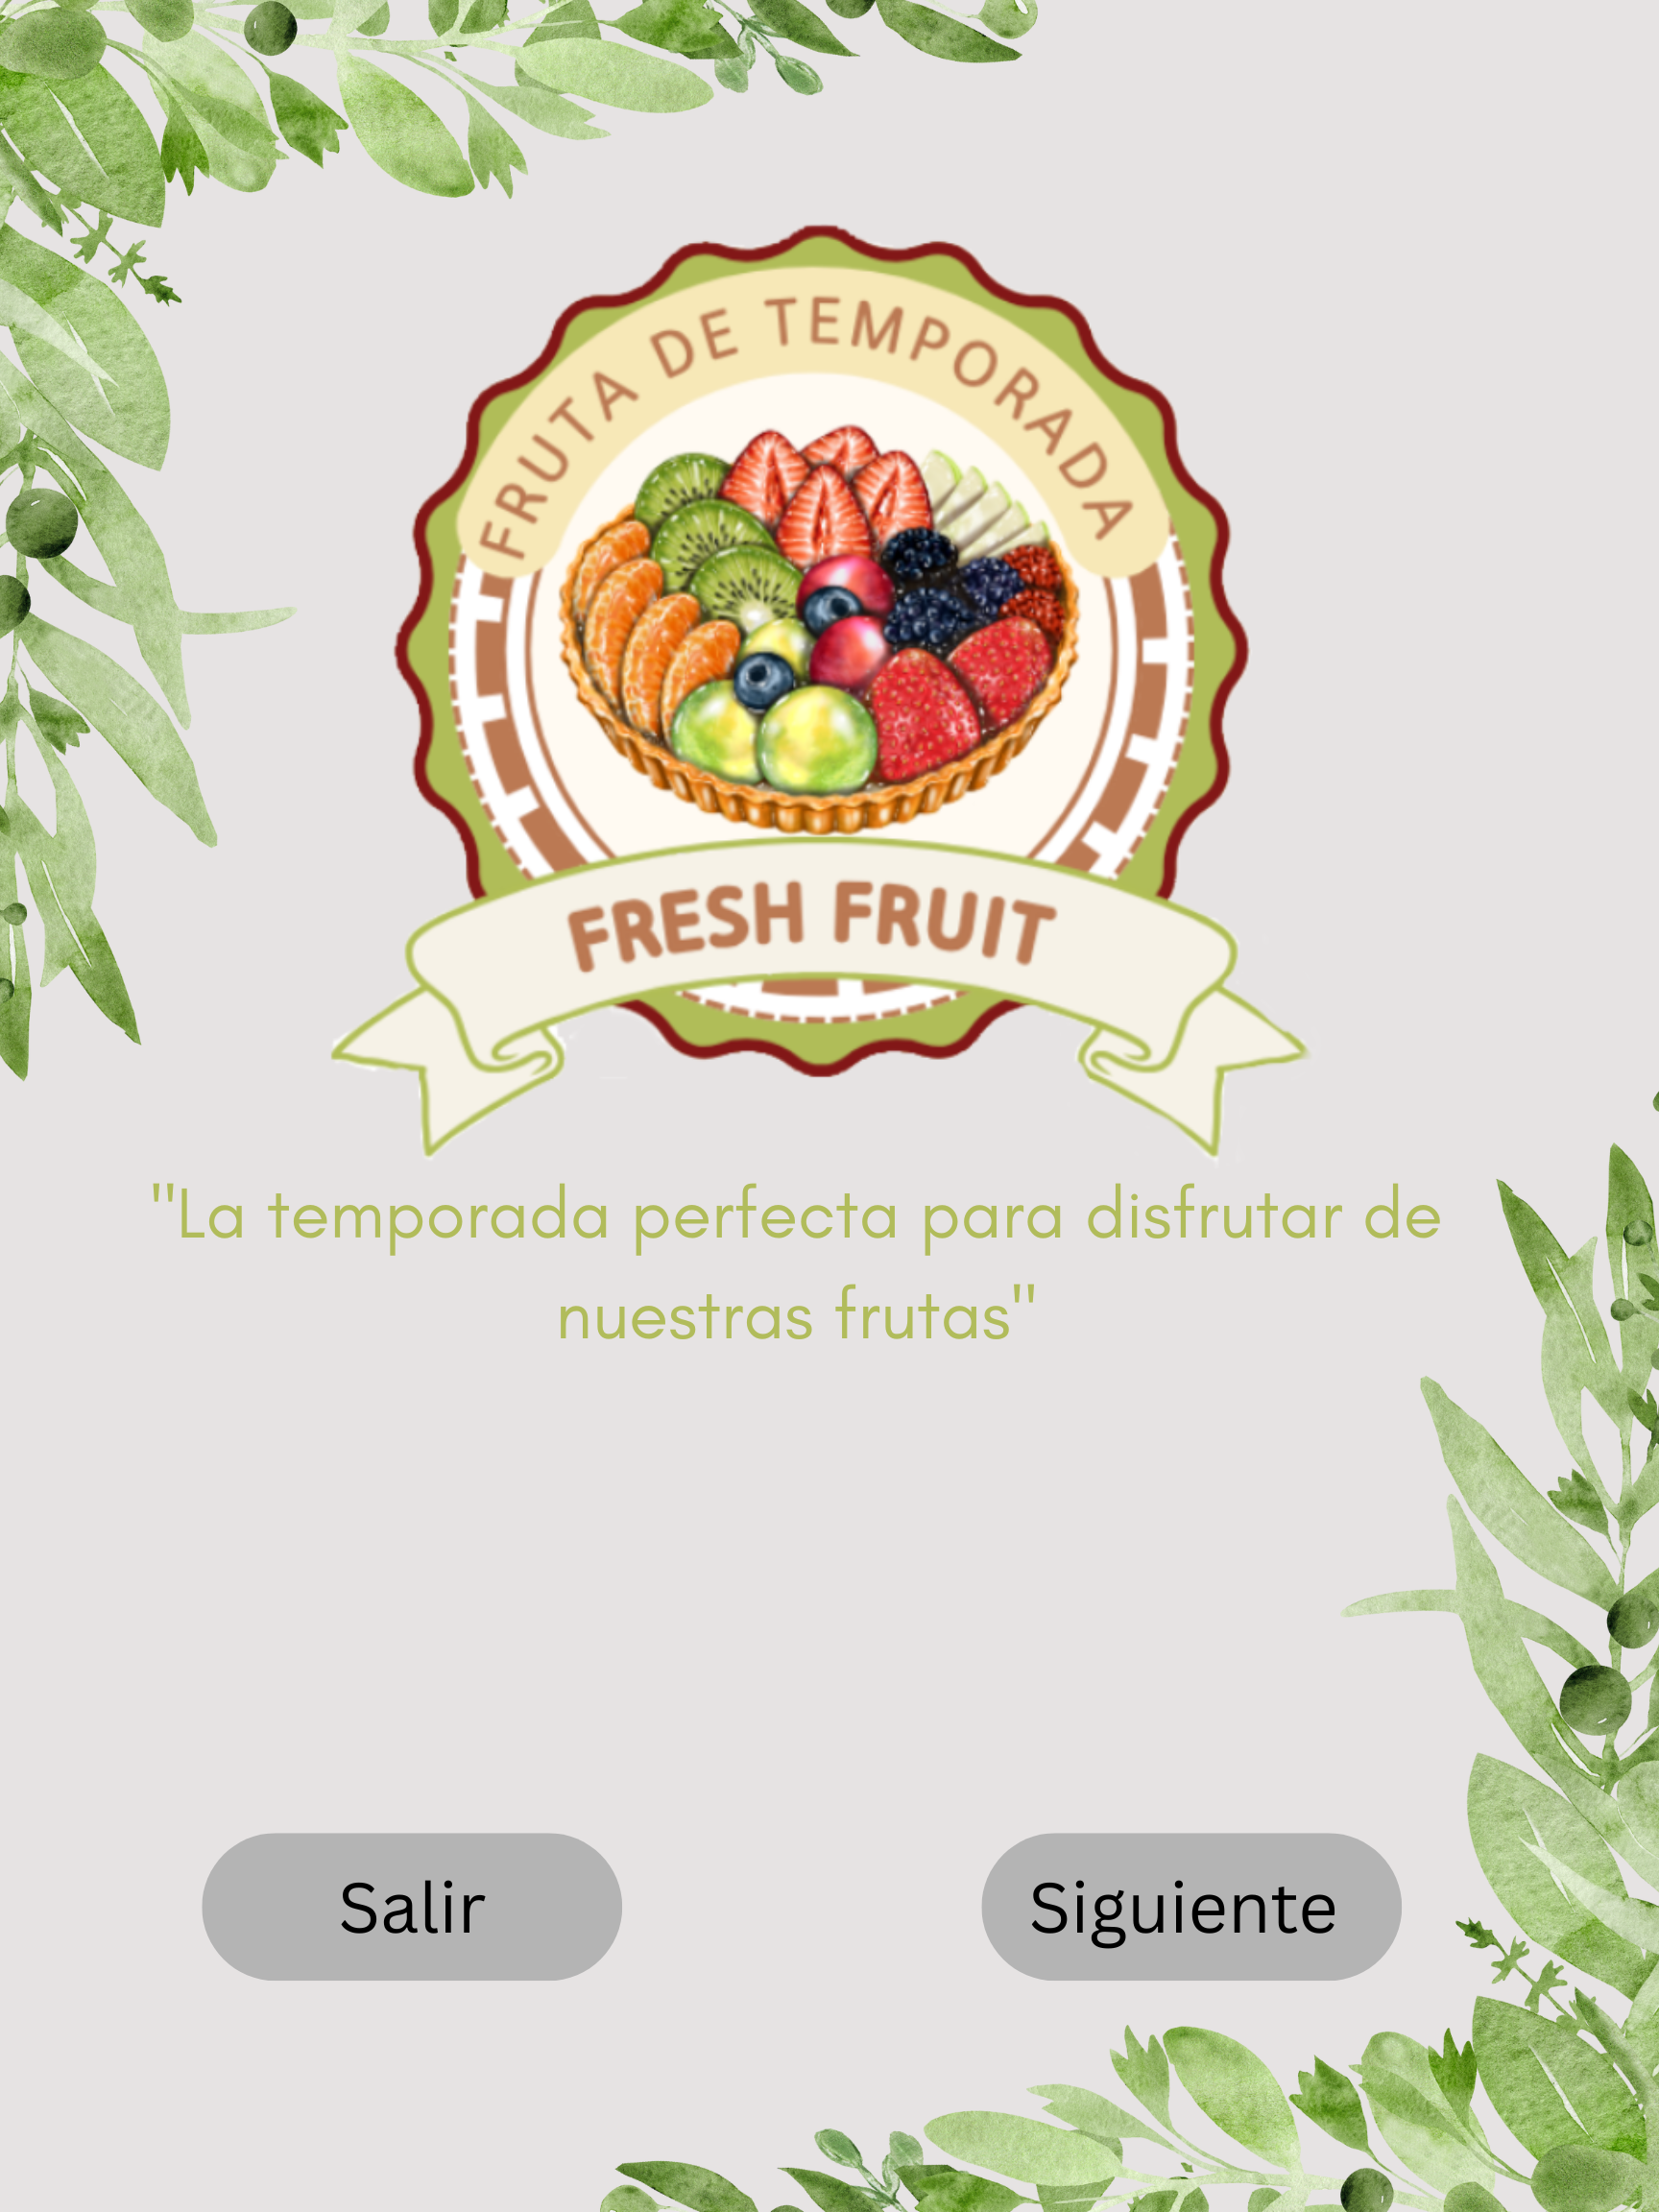 FRUTA DE TEMPORADA
FRESH FRUIT
"La temporada perfecta para disfrutar de
nuestras frutas"
Salir
Siguiente